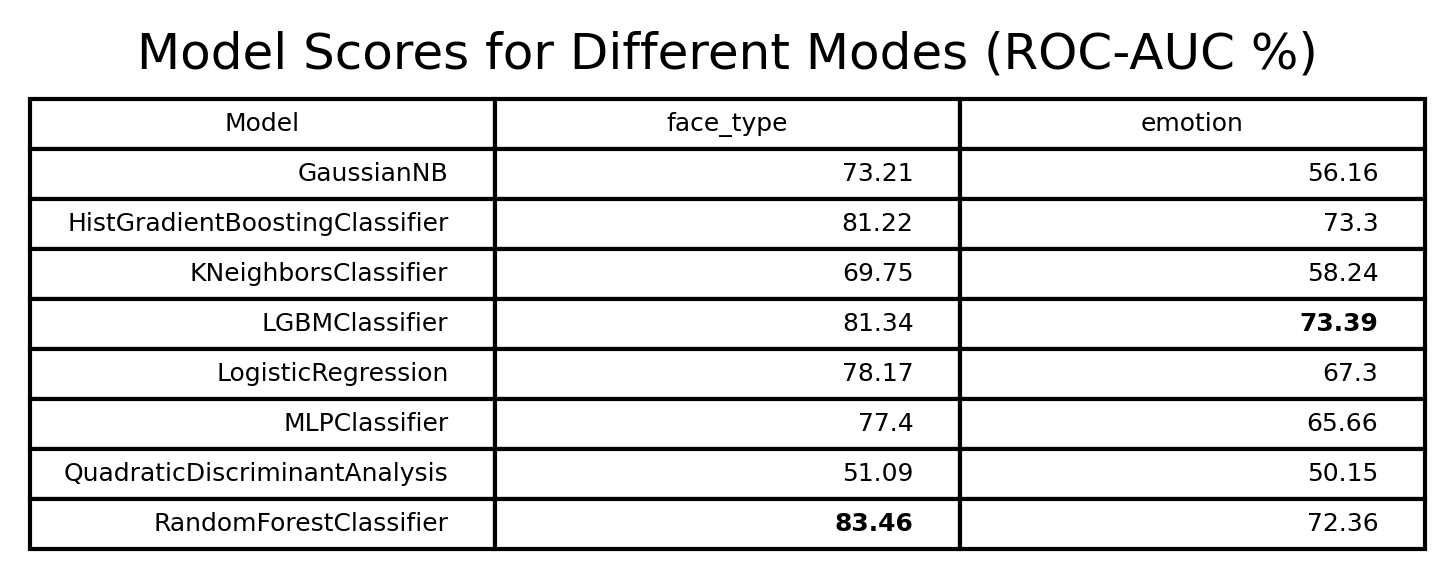 Model Scores for Different Modes (ROC-AUC %)
Model face_type emotion
GaussianNB 73.21 56.16
HistGradientBoostingClassifier 81.22 73.3
KNeighborsClassifier 69.75 58.24
LGBMClassifier 81.34 73.39
LogisticRegression 78.17 67.3
MLPClassifier 77.4 65.66
QuadraticDiscriminantAnalysis 51.09 50.15
RandomForestClassifier 83.46 72.36